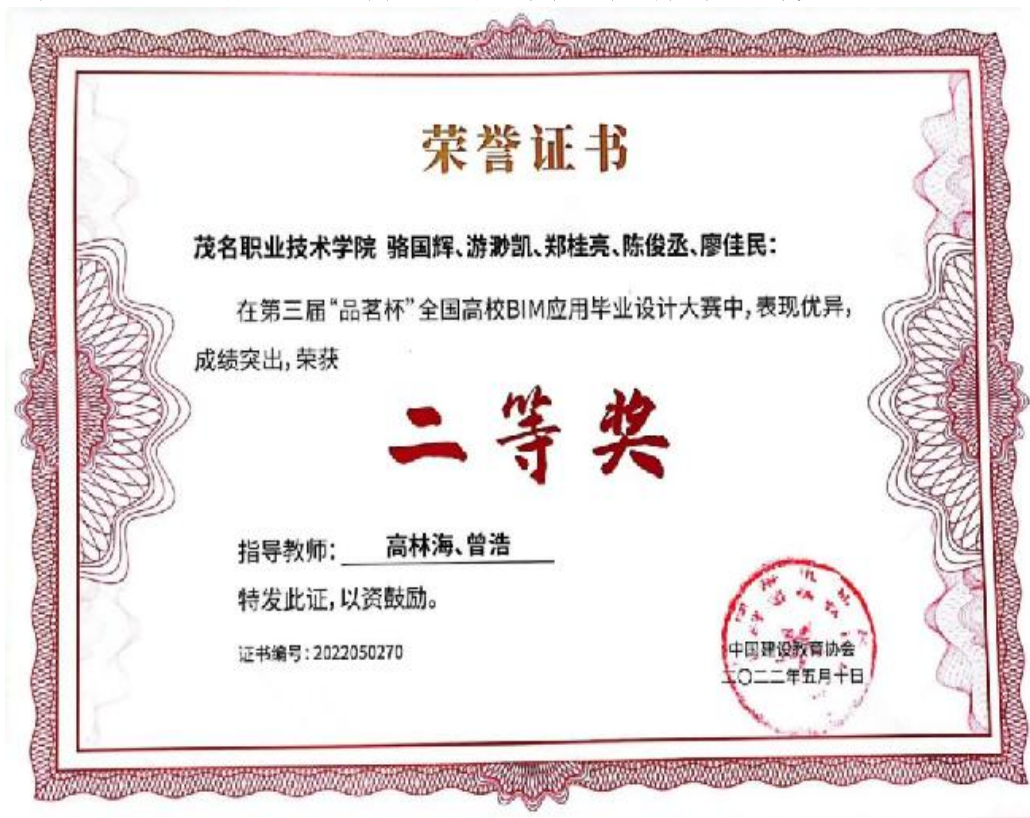 荣誉证书
茂名职业技术学院 骆国辉、游渺凯、郑桂亮、陈俊丞、廖佳民：
在第三届“品茗杯”全国高校BIM应用毕业设计大赛中，表现优异，
成绩突出，荣获
二等奖
指导教师：高林海、曾浩
特发此证，以资鼓励。
证书编号：2022050270
中国建设教育协会
二〇二二年五月十日